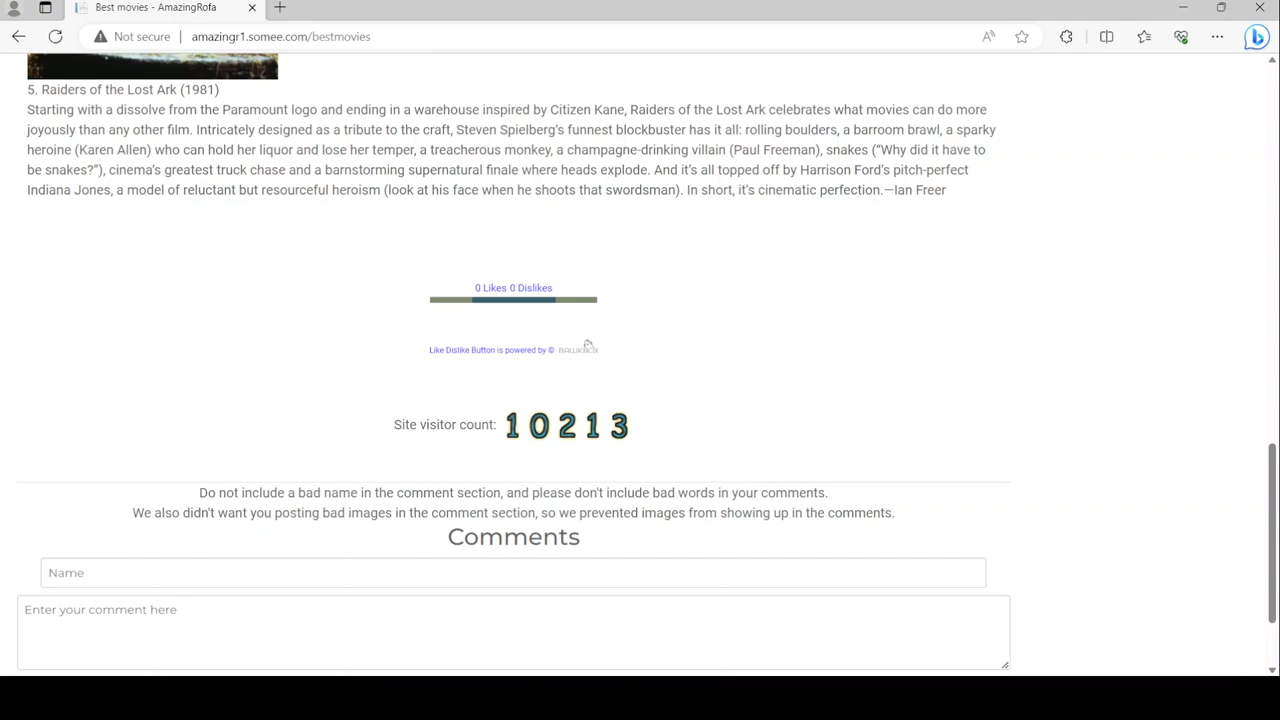 Best movies - AmazingRofa
Not secure
amazingr1.somee.com/bestmovies
5. Raiders of the Lost Ark (1981)
Starting with a dissolve from the Paramount logo and ending in a warehouse inspired by Citizen Kane, Raiders of the Lost Ark celebrates what movies can do more
joyously than any other film. Intricately designed as a tribute to the craft, Steven Spielberg’s funnest blockbuster has it all: rolling boulders, a barroom brawl, a sparky
heroine (Karen Allen) who can hold her liquor and lose her temper, a treacherous monkey, a champagne-drinking villain (Paul Freeman), snakes (“Why did it have to
be snakes?”), cinema’s greatest truck chase and a barnstorming supernatural finale where heads explode. And it’s all topped off by Harrison Ford’s pitch-perfect
Indiana Jones, a model of reluctant but resourceful heroism (look at his face when he shoots that swordsman). In short, it’s cinematic perfection.—Ian Freer
0 Likes 0 Dislikes
Like Dislike Button is powered by ©
Site visitor count: 10213
Do not include a bad name in the comment section, and please don't include bad words in your comments.
We also didn't want you posting bad images in the comment section, so we prevented images from showing up in the comments.
Comments
Name
Enter your comment here